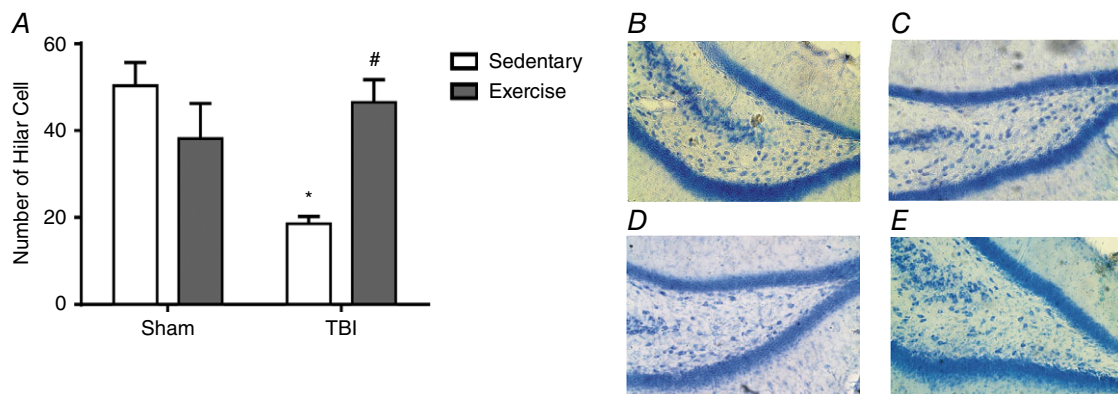 A
60
40
20
0
Number of Hilar Cell
*
#
Sham
TBI
Sedentary
Exercise
B
C
D
E